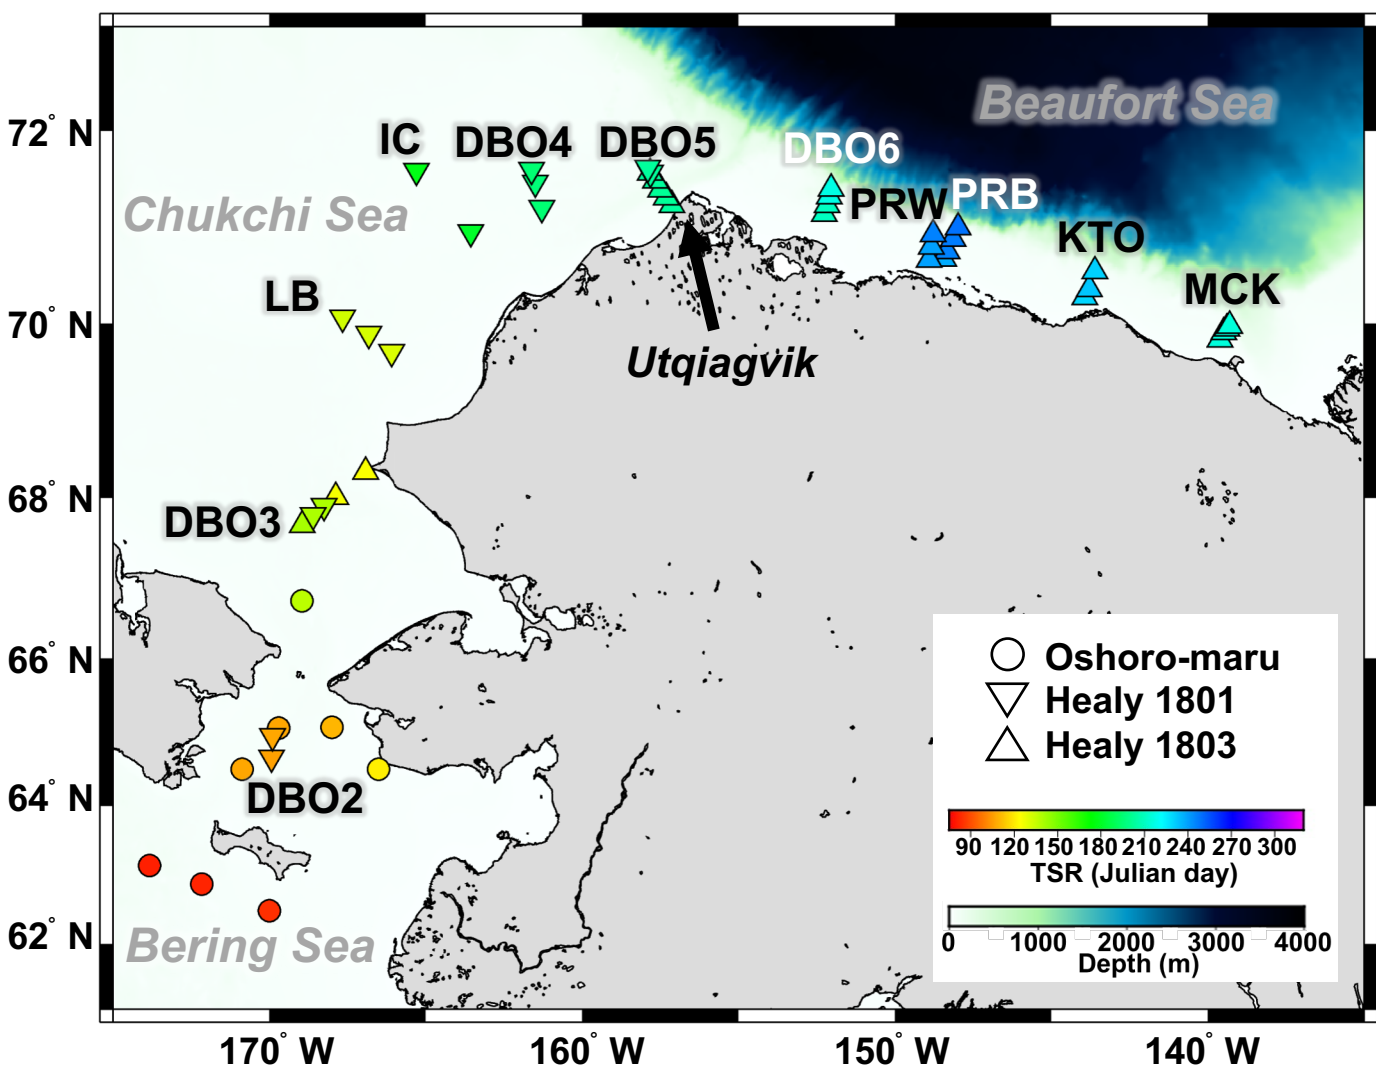 Beaufort Sea
72° N
IC
DBO4
DBO5
DBO6
Chukchi Sea
PRW
PRB
KTO
MCK
LB
70° N
Utqiagvik
68° N
DBO3
66° N
Oshoro-maru
Healy 1801
Healy 1803
DBO2
64° N
90 120 150 180 210 240 270 300
TSR (Julian day)
62° N
Bering Sea
0 1000 2000 3000 4000
Depth (m)
170° W 160° W 150° W 140° W